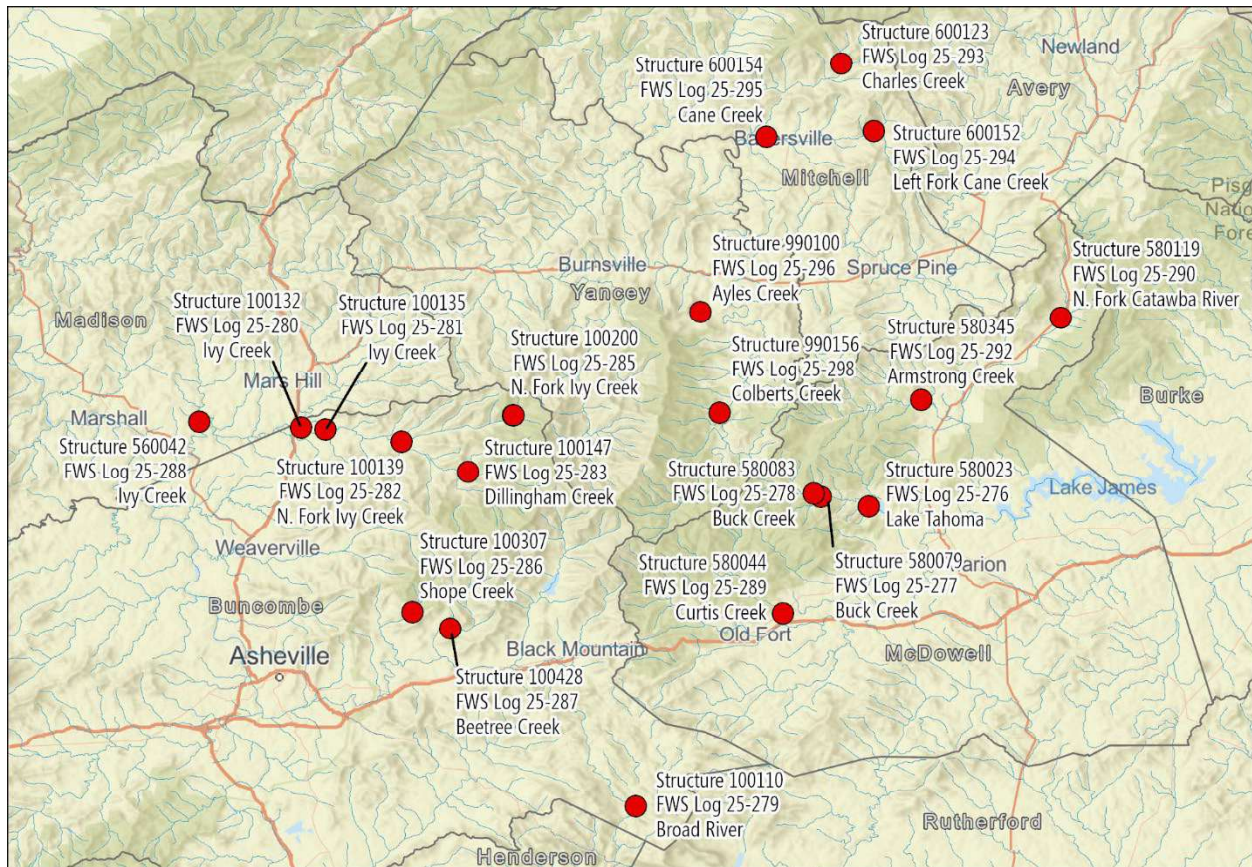 Structure 600123
FWS Log 25-293
Charles Creek
Newland
Avery
Structure 600154
FWS Log 25-295
Cane Creek
Structure 600152
FWS Log 25-294
Left Fork Cane Creek
Mitchell
Structure 990100
FWS Log 25-296
Ayles Creek
Burnsville
Yancey
Spruce Pine
Structure 580119
FWS Log 25-290
N. Fork Catawba River
Structure 100132
FWS Log 25-280
Ivy Creek
Structure 100135
FWS Log 25-281
Ivy Creek
Madison
Structure 100200
FWS Log 25-285
N. Fork Ivy Creek
Structure 990156
FWS Log 25-298
Colberts Creek
Structure 580345
FWS Log 25-292
Armstrong Creek
Mars Hill
Marshall
Burke
Structure 560042
FWS Log 25-288
Ivy Creek
Structure 100139
FWS Log 25-282
N. Fork Ivy Creek
Structure 100147
FWS Log 25-283
Dillingham Creek
Structure 580083
FWS Log 25-278
Buck Creek
Structure 580023
FWS Log 25-276
Lake Tahoma
Lake James
Weaverville
Structure 100307
FWS Log 25-286
Shope Creek
Structure 580044
FWS Log 25-289
Curtis Creek
Structure 580079
FWS Log 25-277
Buck Creek
Buncombe
Old Fort
Asheville
Black Mountain
McDowell
Structure 100428
FWS Log 25-287
Beetree Creek
Structure 100110
FWS Log 25-279
Broad River
Rutherford
Henderson